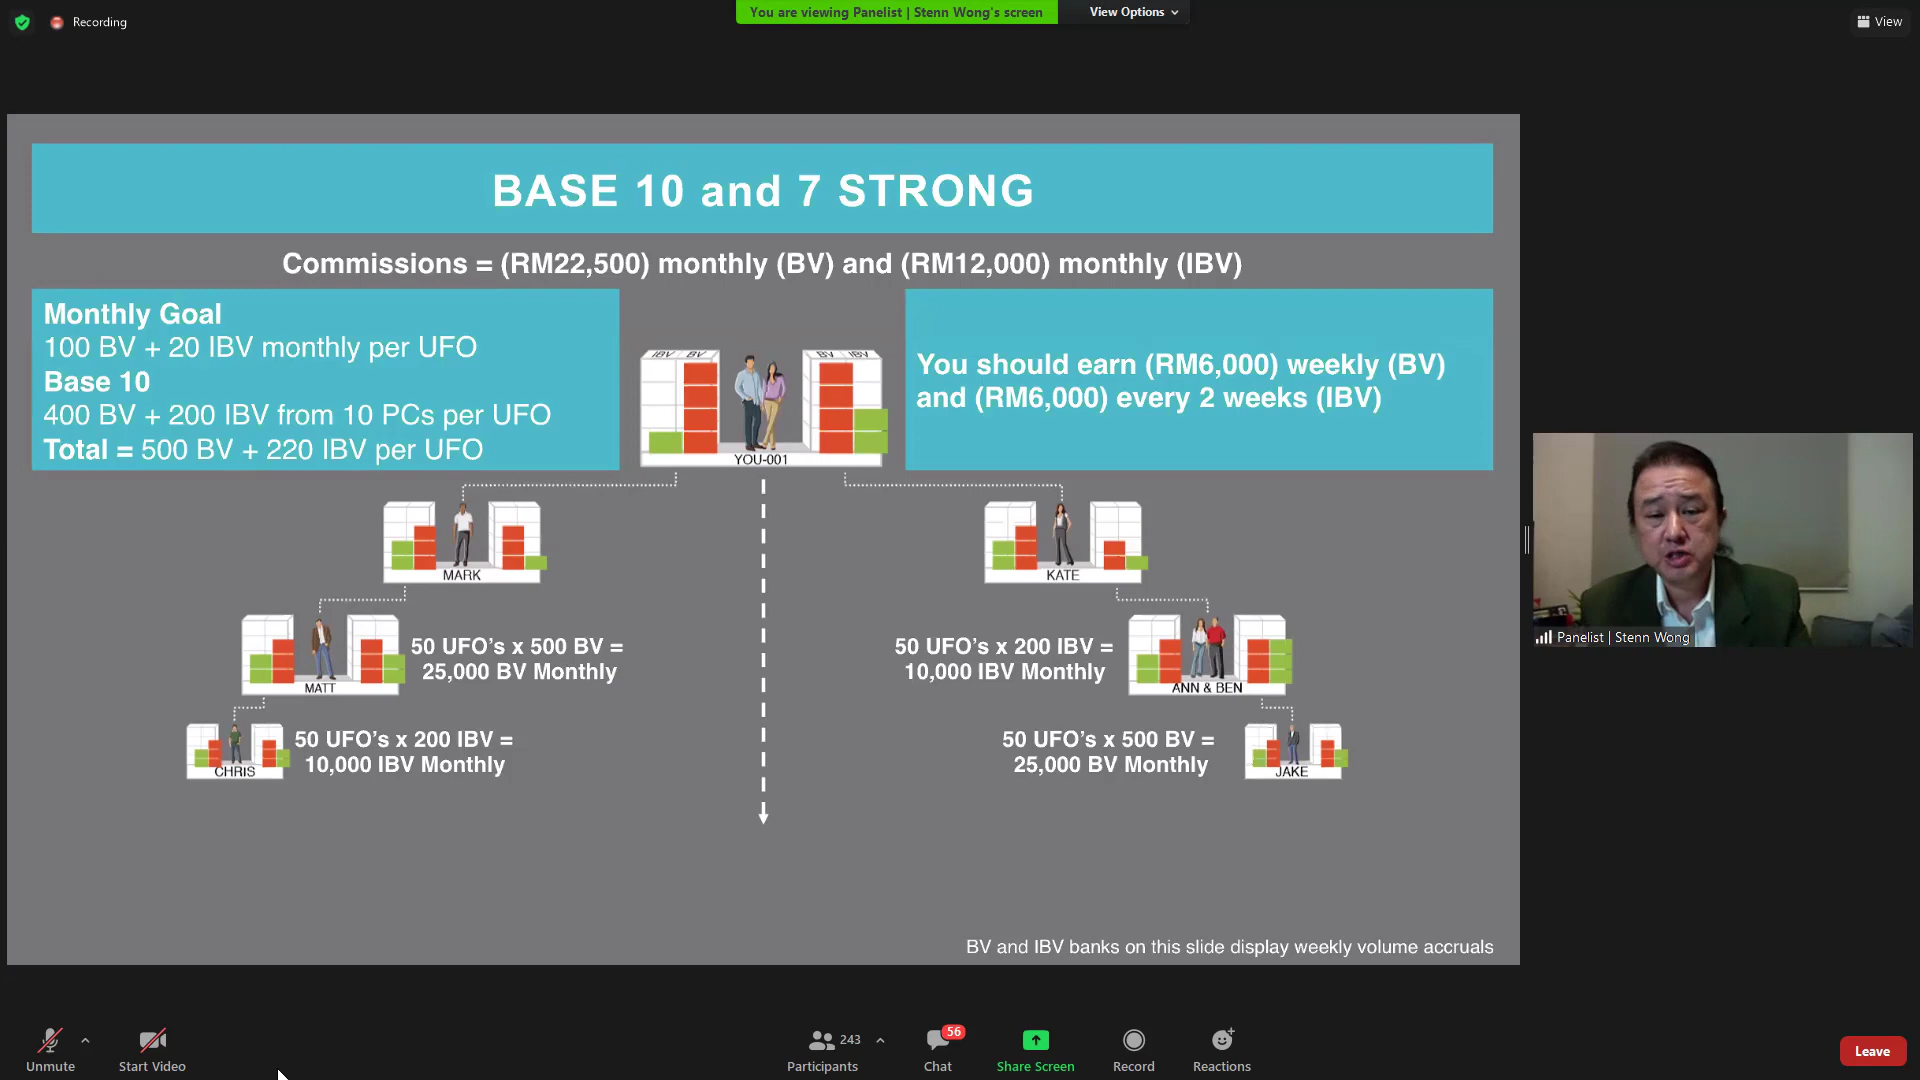 Recording
You are viewing Panelist | Stenn Wong's screen
View Options
View
BASE 10 and 7 STRONG
Commissions = (RM22,500) monthly (BV) and (RM12,000) monthly (IBV)
Monthly Goal
100 BV + 20 IBV monthly per UFO
Base 10
400 BV + 200 IBV from 10 PCs per UFO
Total = 500 BV + 220 IBV per UFO
IBV BV
BV IBV
YOU-001
You should earn (RM6,000) weekly (BV)
and (RM6,000) every 2 weeks (IBV)
MARK
KATE
MATT
50 UFO's x 500 BV =
25,000 BV Monthly
50 UFO's x 200 IBV =
10,000 IBV Monthly
ANN & BEN
CHRIS
50 UFO's x 200 IBV =
10,000 IBV Monthly
50 UFO's x 500 BV =
25,000 BV Monthly
JAKE
BV and IBV banks on this slide display weekly volume accruals
Panelist | Stenn Wong
Unmute
Start Video
243
Participants
56
Chat
Share Screen
Record
Reactions
Leave